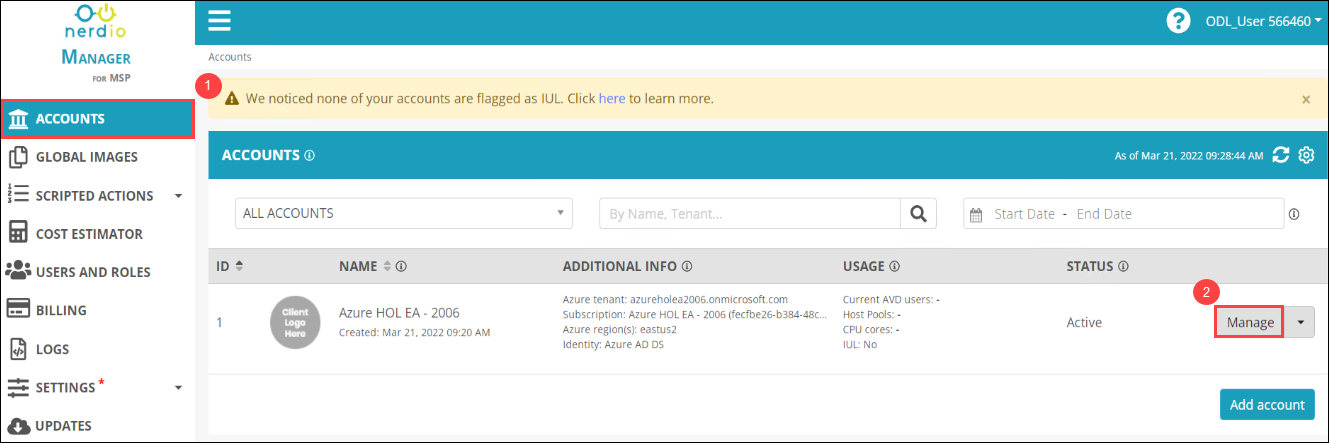 nerdio
MANAGER
FOR MSP
ODL_User 566460
Accounts
1
We noticed none of your accounts are flagged as IUL. Click here to learn more.
×
ACCOUNTS
GLOBAL IMAGES
SCRIPTED ACTIONS
COST ESTIMATOR
USERS AND ROLES
BILLING
LOGS
SETTINGS *
UPDATES
ACCOUNTS
As of Mar 21, 2022 09:28:44 AM
ALL ACCOUNTS
By Name, Tenant...
Start Date - End Date
ID NAME ADDITIONAL INFO USAGE STATUS
1
Client
Logo
Here
Azure HOL EA - 2006
Created: Mar 21, 2022 09:20 AM
Azure tenant: azureholea2006.onmicrosoft.com
Subscription: Azure HOL EA - 2006 (fecfbe26-b384-48c...
Azure region(s): eastus2
Identity: Azure AD DS
Current AVD users: -
Host Pools: -
CPU cores: -
IUL: No
Active
2
Manage
Add account